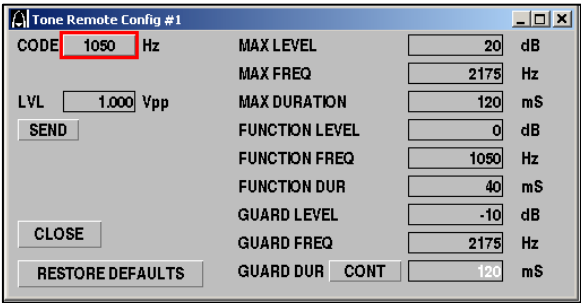 Tone Remote Config #1
CODE 1050 Hz MAX LEVEL 20 dB
MAX FREQ 2175 Hz
LVL 1.000 Vpp MAX DURATION 120 mS
SEND FUNCTION LEVEL 0 dB
FUNCTION FREQ 1050 Hz
FUNCTION DUR 40 mS
GUARD LEVEL -10 dB
CLOSE GUARD FREQ 2175 Hz
RESTORE DEFAULTS GUARD DUR CONT 120 mS